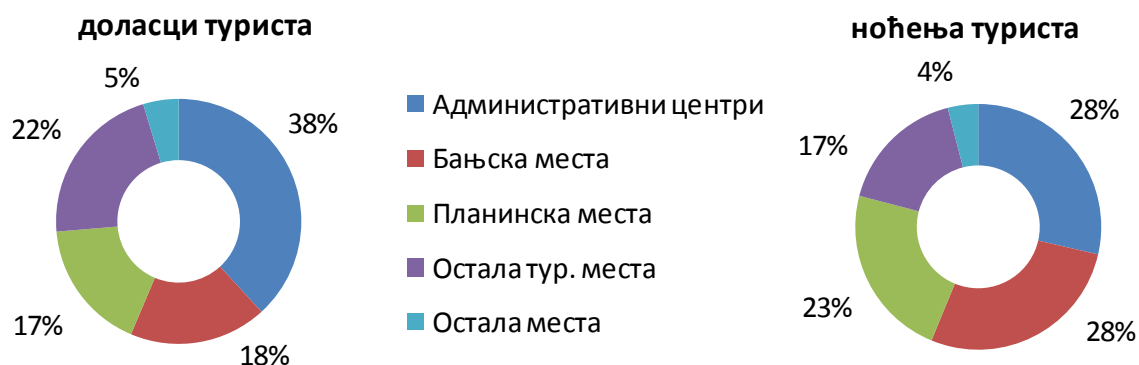 доласци туриста
5%
38%
22%
17%
18%
Административни центри
Бањска места
Планинска места
Остала тур. места
Остала места
ноћења туриста
4%
28%
17%
23%
28%